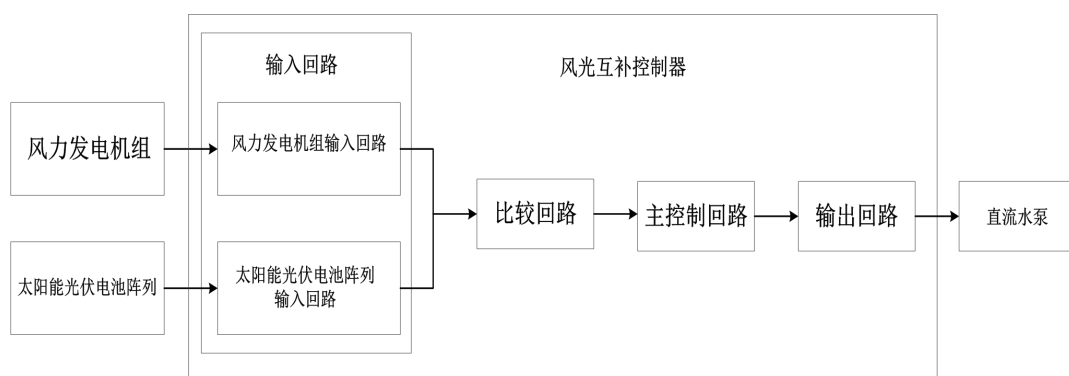 输入回路
风光互补控制器
风力发电机组
风力发电机组输入回路
比较回路
主控制回路
输出回路
直流水泵
太阳能光伏电池阵列
太阳能光伏电池阵列
输入回路